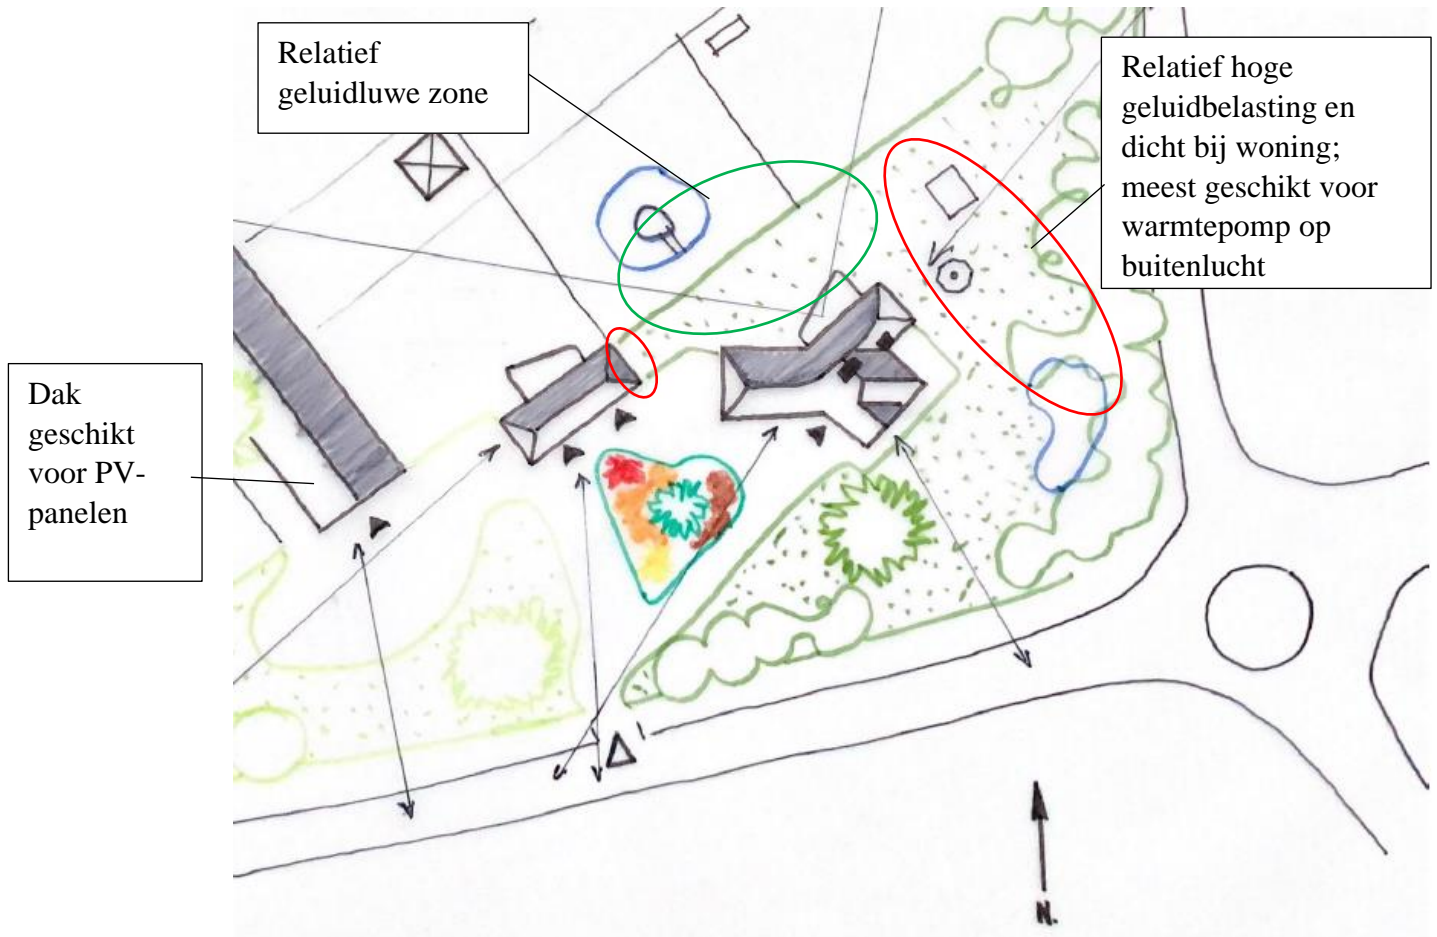 Relatief
geluidluwe zone
Relatief hoge
geluidbelasting en
dicht bij woning;
meest geschikt voor
warmtepomp op
buitenlucht
Dak
geschikt
voor PV-
panelen
N.